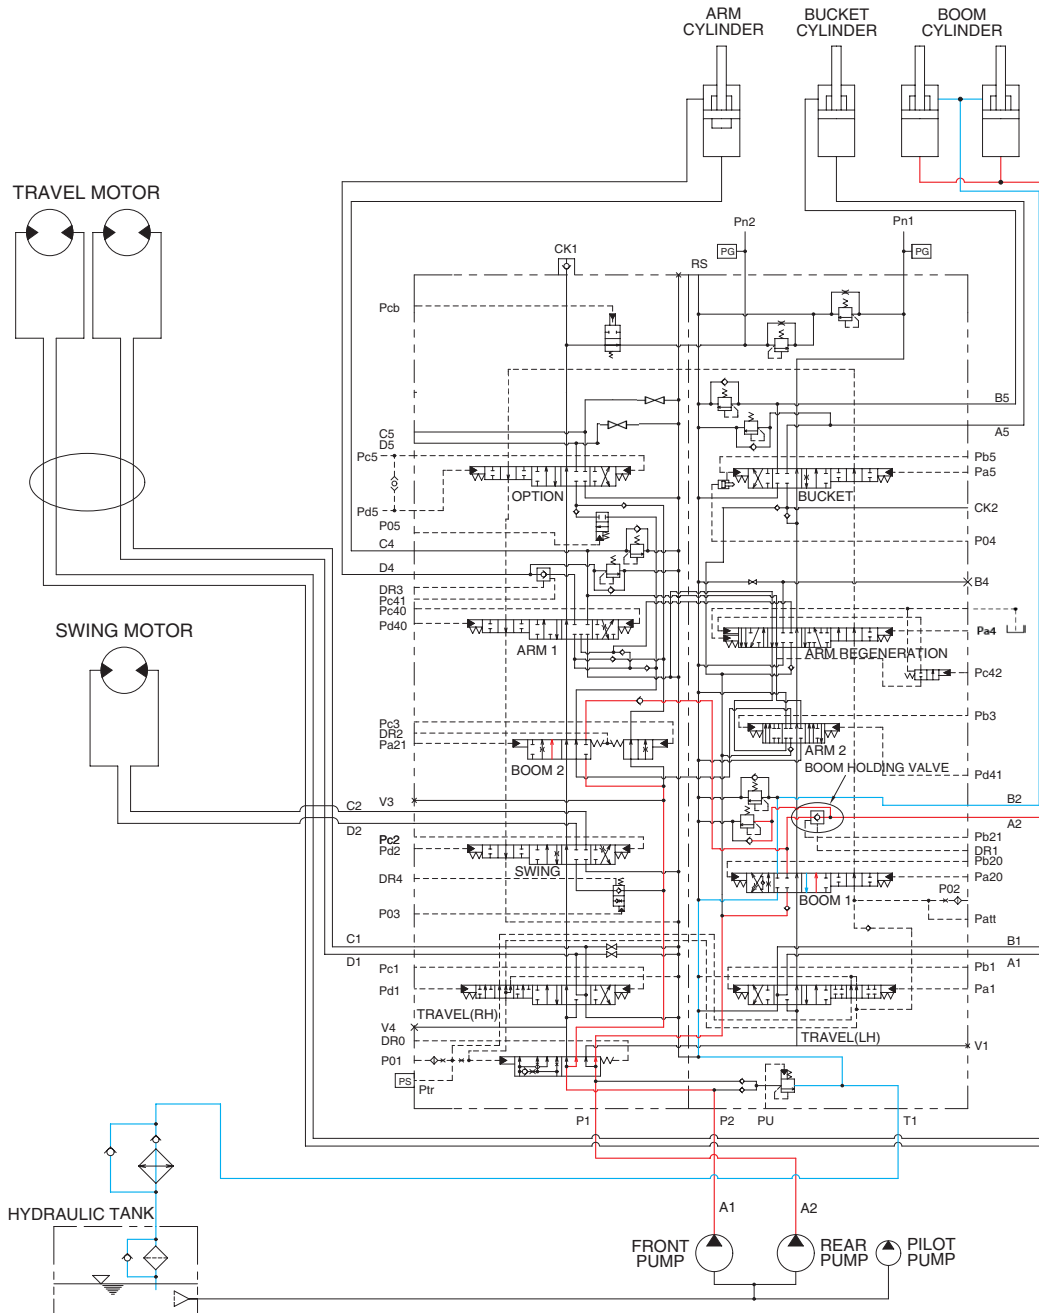 ARM
CYLINDER
BUCKET
CYLINDER
BOOM
CYLINDER
TRAVEL MOTOR
Pn2
Pn1
PG
PG
CK1
RS
Pcb
B5
C5
D5
A5
Pc5
Pb5
Pa5
OPTION
BUCKET
Pd5
CK2
P05
P04
C4
D4
B4
DR3
Pc41
Pc40
Pd40
Pa4
SWING MOTOR
ARM 1
ARM REGENERATION
Pc42
Pc3
DR2
Pa21
Pb3
ARM 2
BOOM 2
BOOM HOLDING VALVE
Pd41
V3
C2
B2
D2
A2
Pc2
Pd2
Pb21
DR1
Pb20
SWING
Pa20
DR4
BOOM 1
P02
P03
Patt
C1
B1
D1
A1
Pc1
Pb1
Pd1
Pa1
TRAVEL(RH)
V4
TRAVEL(LH)
DR0
V1
P01
PS
Ptr
P1
P2
PU
T1
A1
A2
HYDRAULIC TANK
FRONT
PUMP
REAR
PUMP
PILOT
PUMP